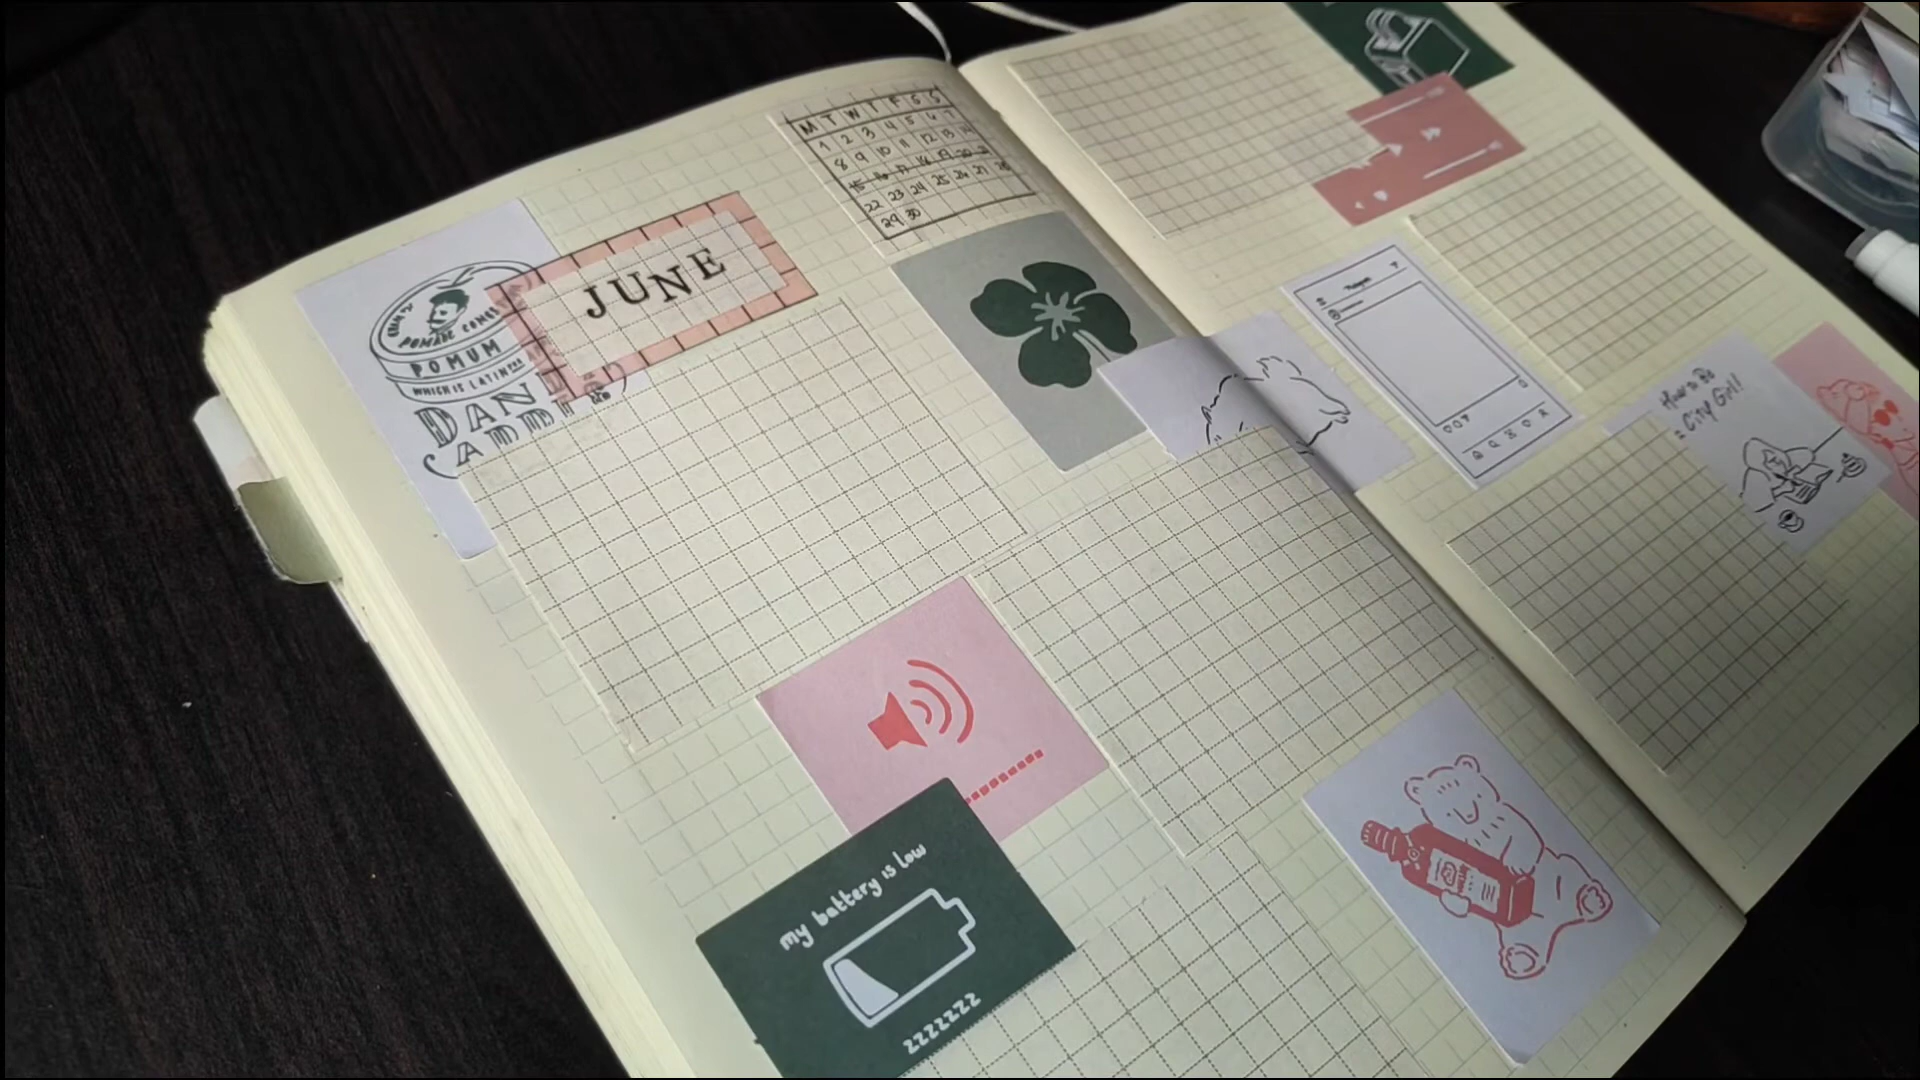 M T W T F S S
1 2 3 4 5 6 7
8 9 10 11 12 13 14
15 16 17 18 19 20 21
22 23 24 25 26 27 28
29 30
JUNE
POMADE
POMUM
WHICH IS LATIN
DAN
How to Be
a City Girl!
my battery is low
ZZZZZZZ